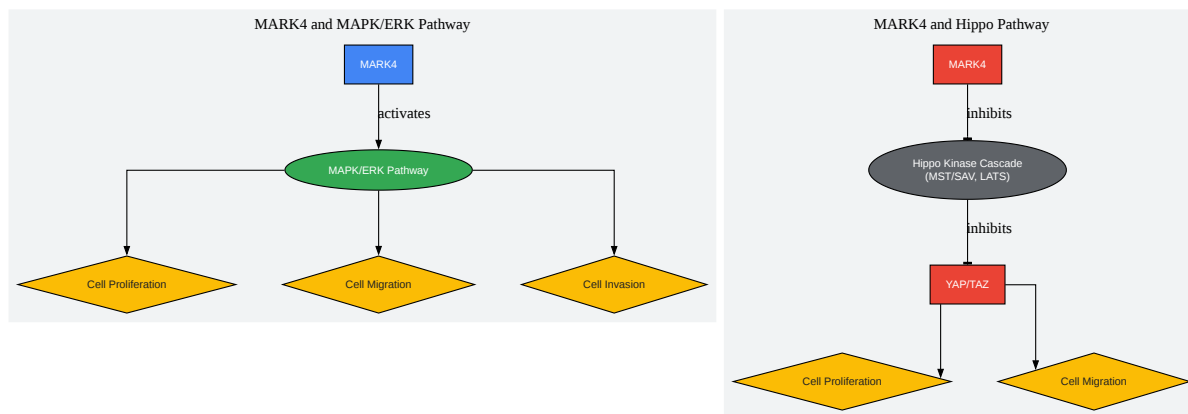 MARK4 and MAPK/ERK Pathway
MARK4
activates
MAPK/ERK Pathway
Cell Proliferation
Cell Migration
Cell Invasion
MARK4 and Hippo Pathway
MARK4
inhibits
Hippo Kinase Cascade
(MST/SAV, LATS)
inhibits
YAP/TAZ
Cell Proliferation
Cell Migration